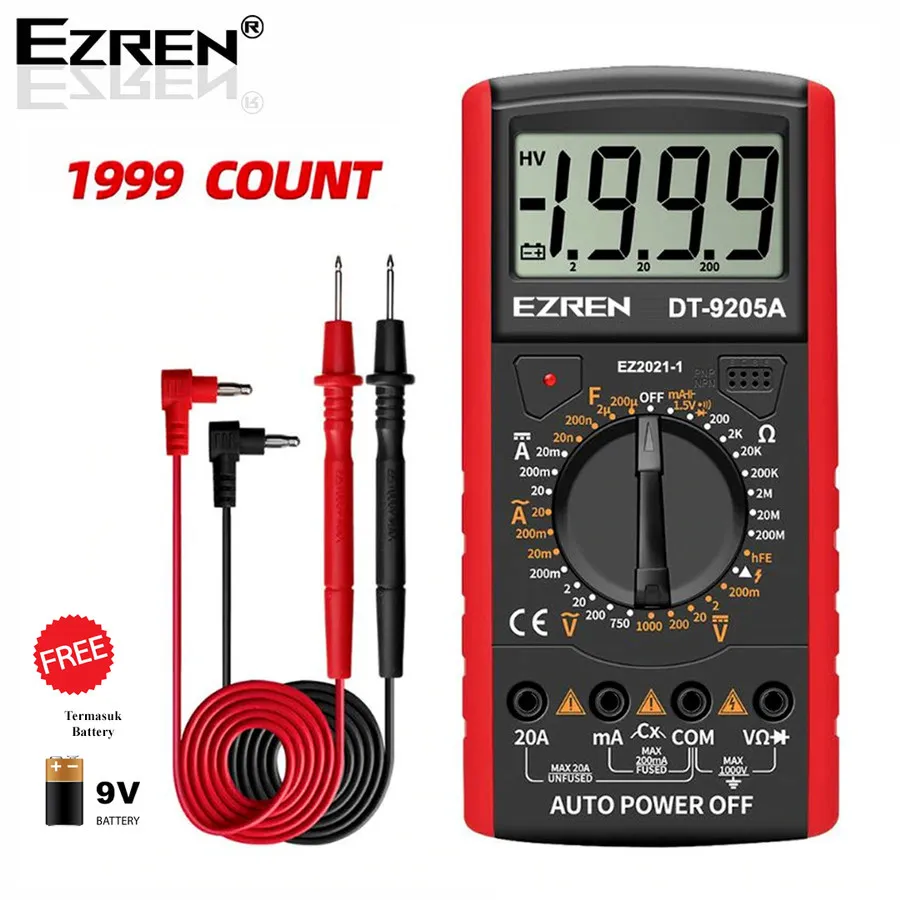 EZREN®
1999 COUNT
HV
-1.9.9.9
2 20 200
EZREN DT-9205A
EZ2021-1
PNP
NPN
F 2μ 200μ OFF mA⊣⊢ 1.5V 200
200n 2K Ω
20n 20K
A 20m 200K
200m 2M
20 20M
A 20 200M
200m hFE
20m
200m 200m
2 2
20 200 750 1000 200 20
CE V V
FREE
Termasuk
Battery
9V
BATTERY
20A mA Cx COM VΩ
MAX 20A
UNFUSED
MAX
200mA
FUSED
MAX
1000V
AUTO POWER OFF